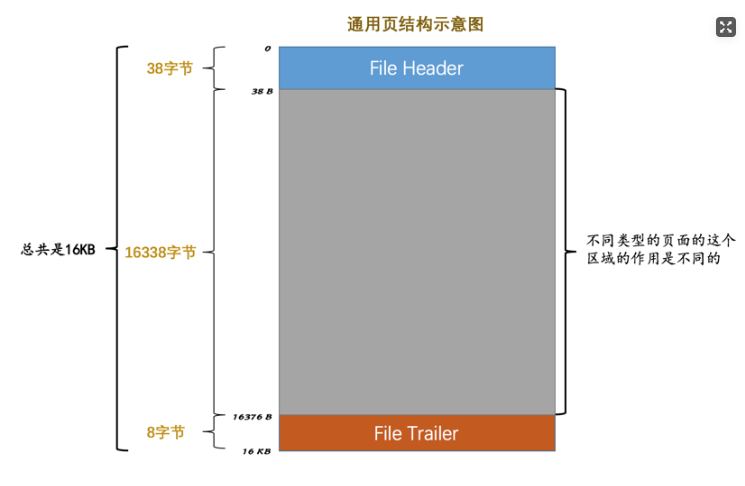 通用页结构示意图
0
38字节
File Header
38 B
不同类型的页面的这个
区域的作用是不同的
总共是16KB
16338字节
16376 B
8字节
File Trailer
16 KB